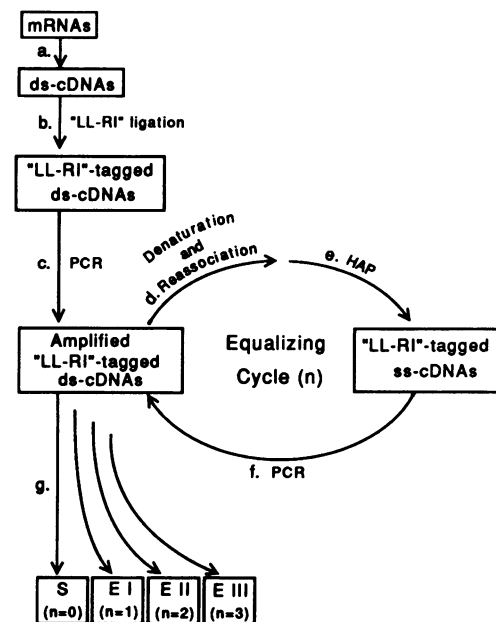 mRNAs
a.
ds-cDNAs
b. "LL-RI" ligation
"LL-RI"-tagged
ds-cDNAs
c. PCR
Denaturation
and
d. Reassociation
e. HAP
Amplified
"LL-RI"-tagged
ds-cDNAs
Equalizing
Cycle (n)
"LL-RI"-tagged
ss-cDNAs
f. PCR
g.
S
(n=0)
E I
(n=1)
E II
(n=2)
E III
(n=3)